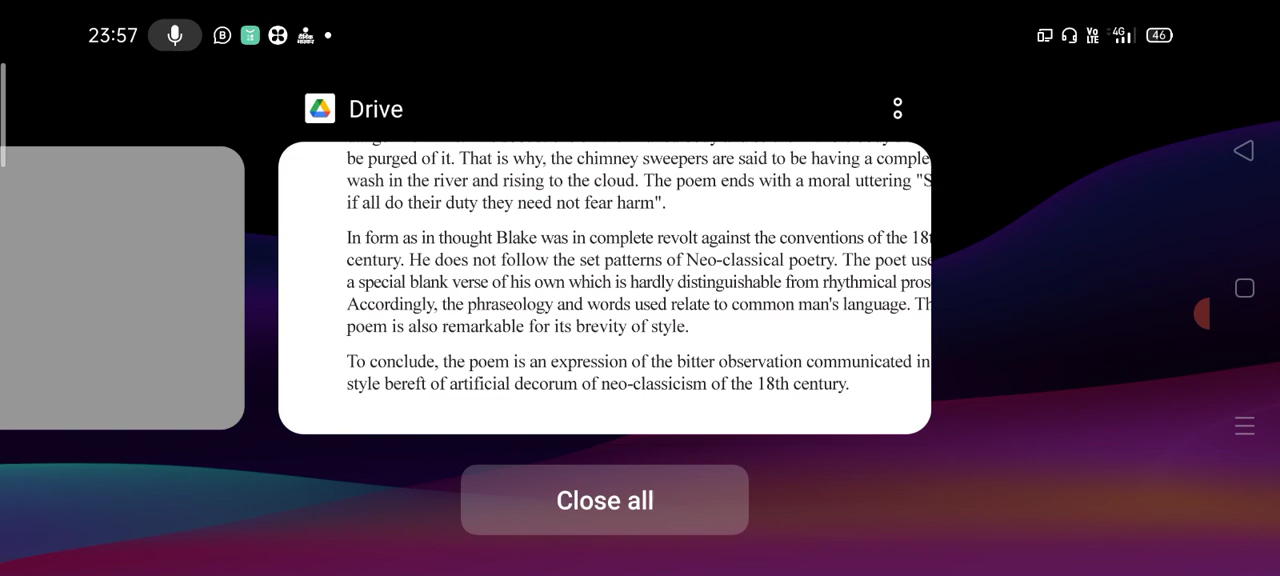 23:57
B
VoLTE
4G
46
Drive
be purged of it. That is why, the chimney sweepers are said to be having a comple
wash in the river and rising to the cloud. The poem ends with a moral uttering "S
if all do their duty they need not fear harm".
In form as in thought Blake was in complete revolt against the conventions of the 18t
century. He does not follow the set patterns of Neo-classical poetry. The poet use
a special blank verse of his own which is hardly distinguishable from rhythmical pros
Accordingly, the phraseology and words used relate to common man's language. Th
poem is also remarkable for its brevity of style.
To conclude, the poem is an expression of the bitter observation communicated in
style bereft of artificial decorum of neo-classicism of the 18th century.
Close all